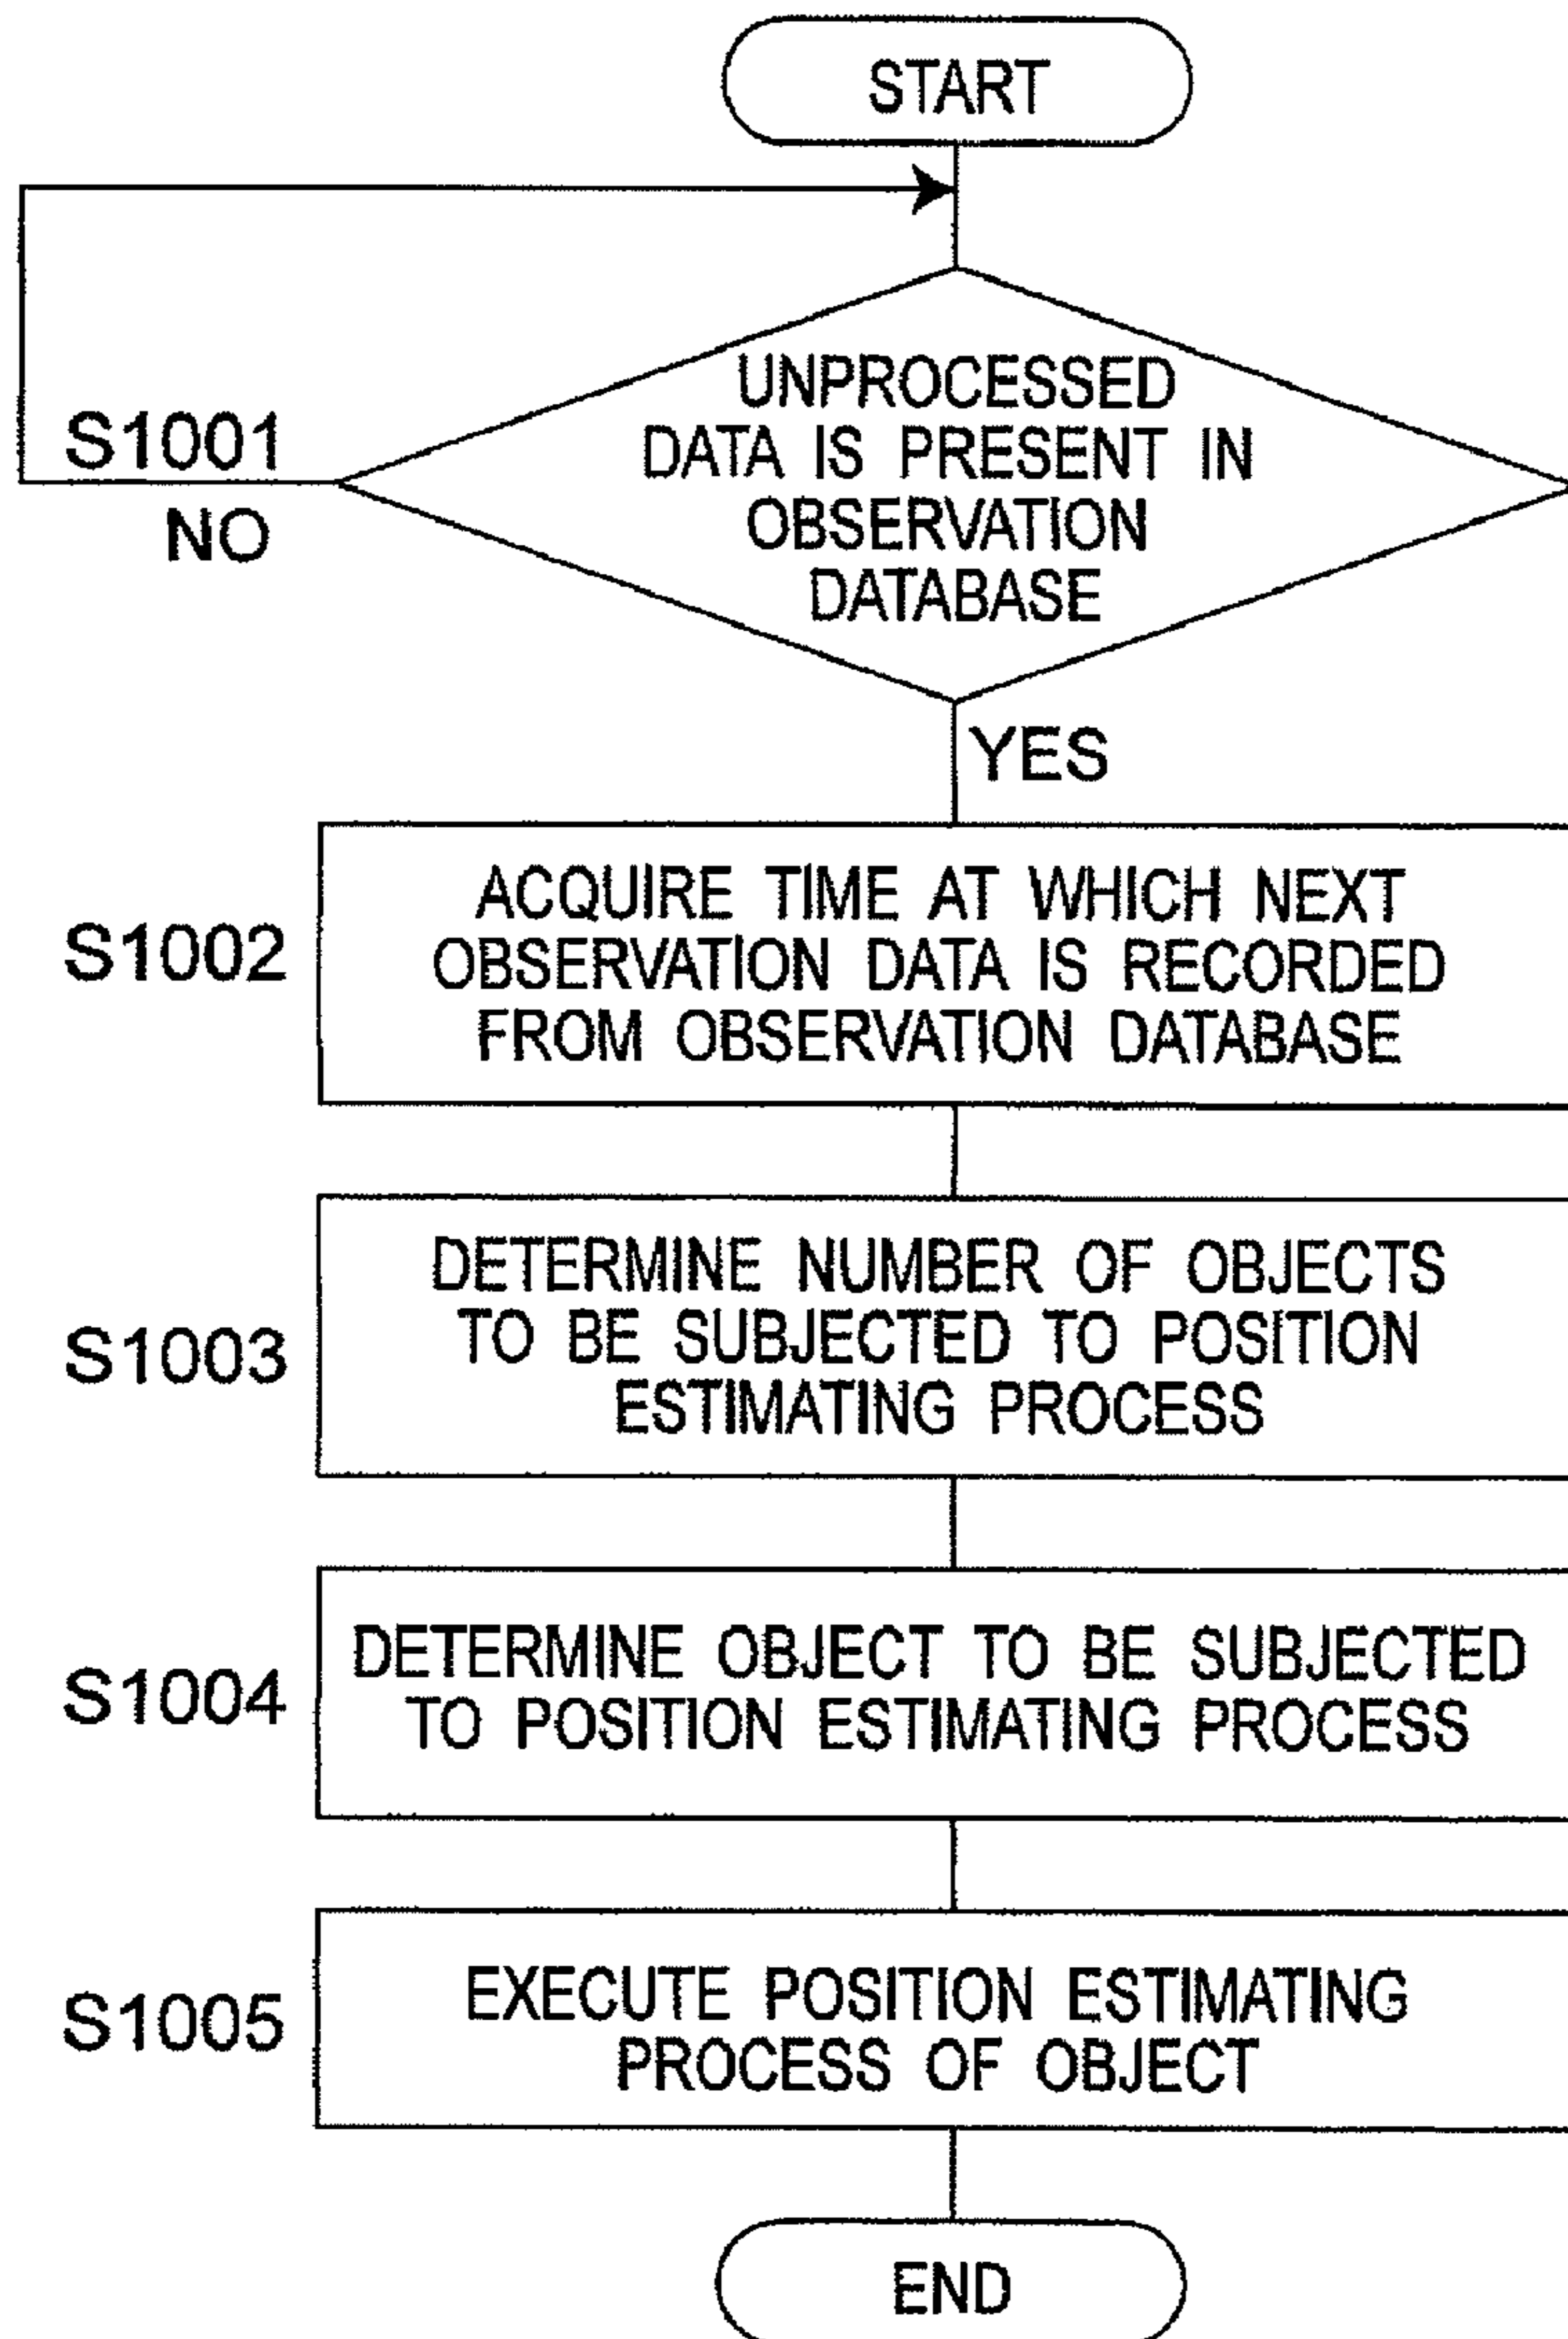 START
UNPROCESSED
DATA IS PRESENT IN
OBSERVATION
DATABASE
S1001
NO
YES
S1002
ACQUIRE TIME AT WHICH NEXT
OBSERVATION DATA IS RECORDED
FROM OBSERVATION DATABASE
S1003
DETERMINE NUMBER OF OBJECTS
TO BE SUBJECTED TO POSITION
ESTIMATING PROCESS
S1004
DETERMINE OBJECT TO BE SUBJECTED
TO POSITION ESTIMATING PROCESS
S1005
EXECUTE POSITION ESTIMATING
PROCESS OF OBJECT
END